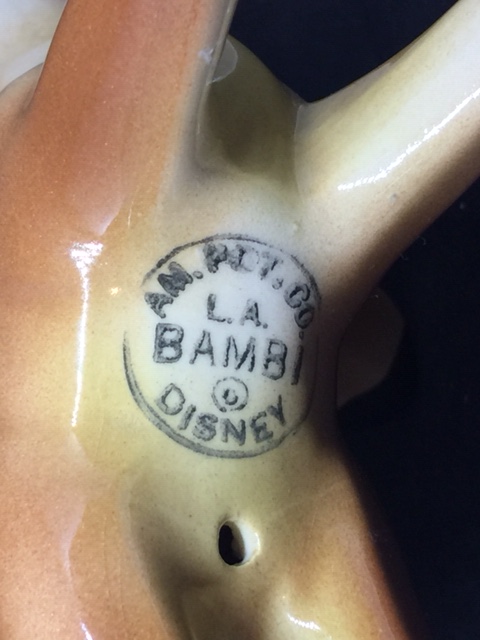 AM. POT. CO.
L.A.
BAMBI
©
DISNEY